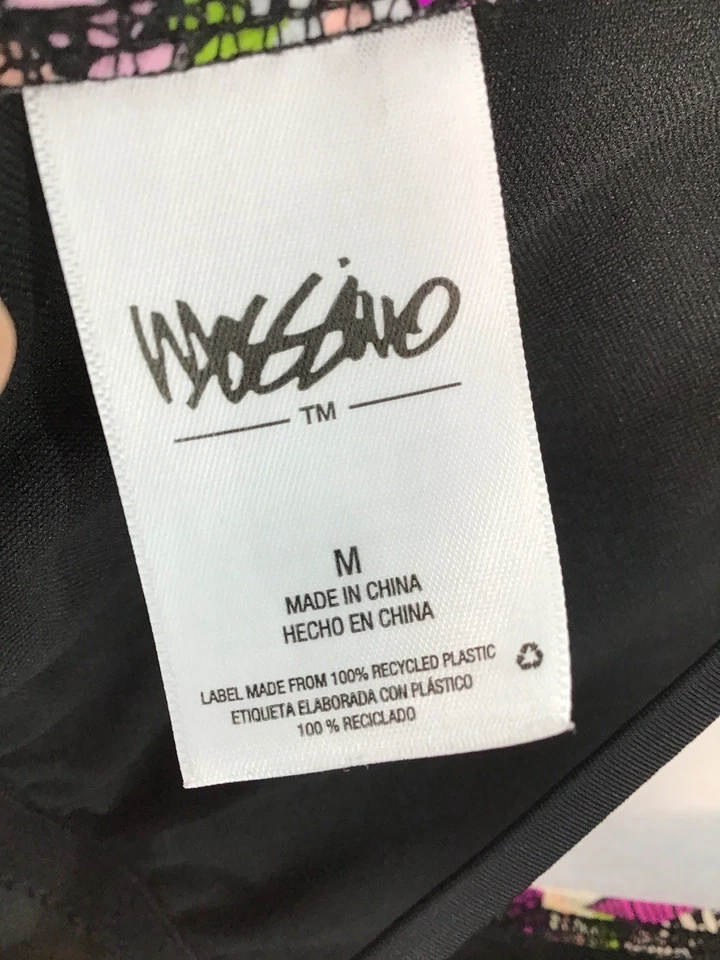 Mossimo
TM
M
MADE IN CHINA
HECHO EN CHINA
LABEL MADE FROM 100% RECYCLED PLASTIC
ETIQUETA ELABORADA CON PLÁSTICO
100 % RECICLADO